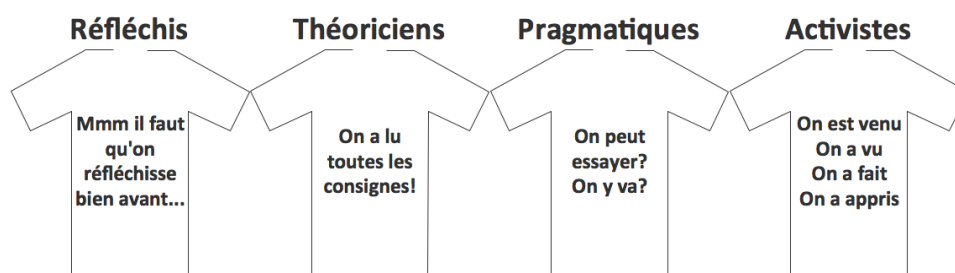 Réfléchis
Théoriciens
Pragmatiques
Activistes
Mmm il faut
qu'on
réfléchisse
bien avant...
On a lu
toutes les
consignes!
On peut
essayer?
On y va?
On est venu
On a vu
On a fait
On a appris